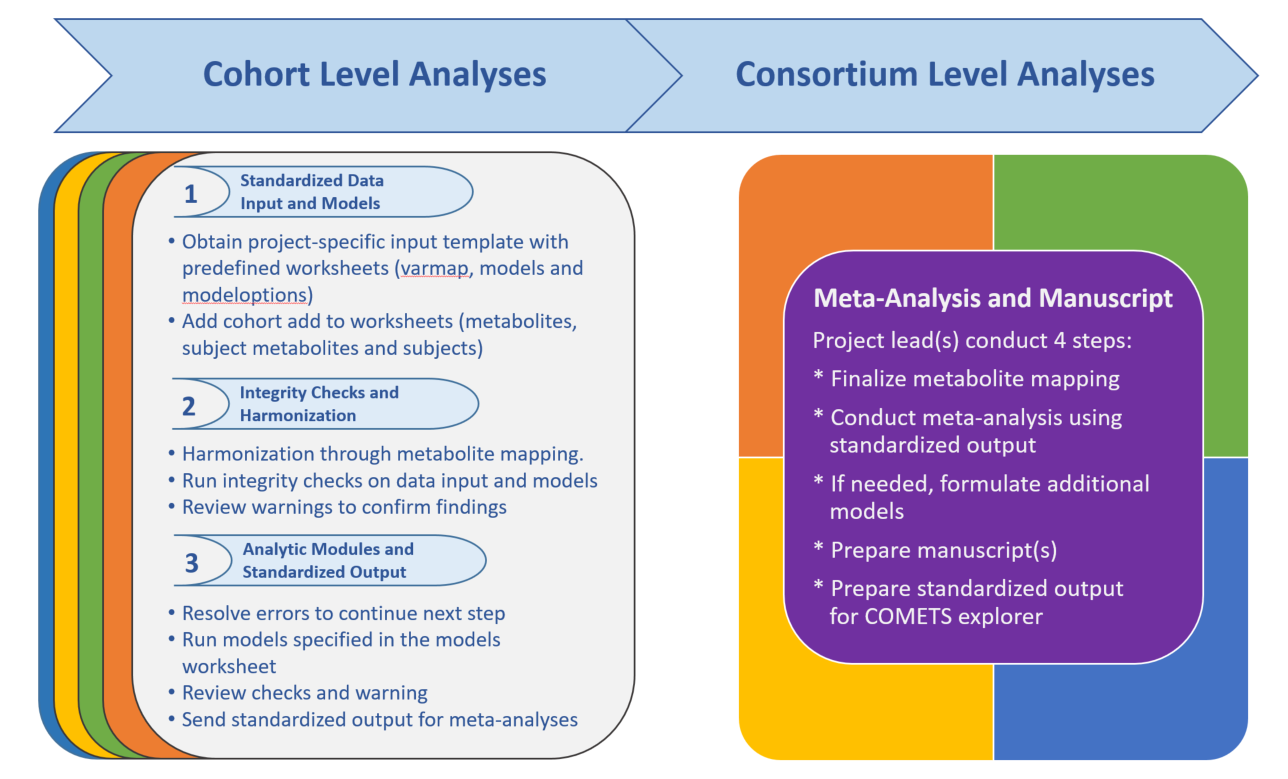 Cohort Level Analyses
Consortium Level Analyses
1
Standardized Data
Input and Models
• Obtain project-specific input template with
predefined worksheets (varmap, models and
modeloptions)
• Add cohort add to worksheets (metabolites,
subject metabolites and subjects)
2
Integrity Checks and
Harmonization
• Harmonization through metabolite mapping.
• Run integrity checks on data input and models
• Review warnings to confirm findings
3
Analytic Modules and
Standardized Output
• Resolve errors to continue next step
• Run models specified in the models
worksheet
• Review checks and warning
• Send standardized output for meta-analyses
Meta-Analysis and Manuscript
Project lead(s) conduct 4 steps:
* Finalize metabolite mapping
* Conduct meta-analysis using
standardized output
* If needed, formulate additional
models
* Prepare manuscript(s)
* Prepare standardized output
for COMETS explorer